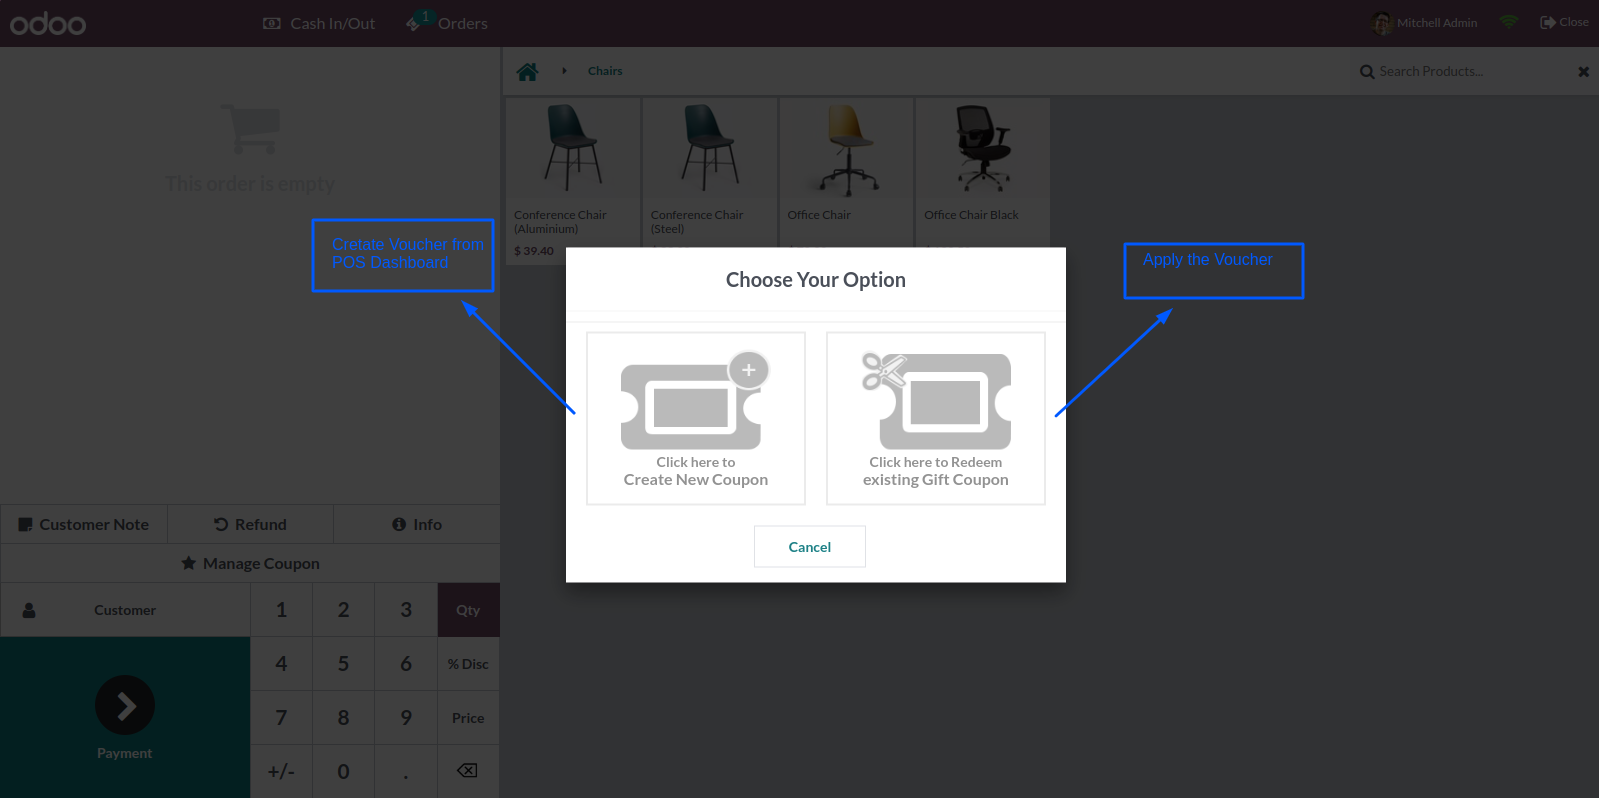 odoo
Cash In/Out
1
Orders
Mitchell Admin
Close
Chairs
Search Products...
This order is empty
Conference Chair
(Aluminium)
$ 39.40
Conference Chair
(Steel)
Office Chair
Office Chair Black
Cretate Voucher from
POS Dashboard
Apply the Voucher
Choose Your Option
Click here to
Create New Coupon
Click here to Redeem
existing Gift Coupon
Cancel
Customer Note
Refund
Info
Manage Coupon
Customer
1
2
3
Qty
4
5
6
% Disc
7
8
9
Price
+/-
0
.
Payment